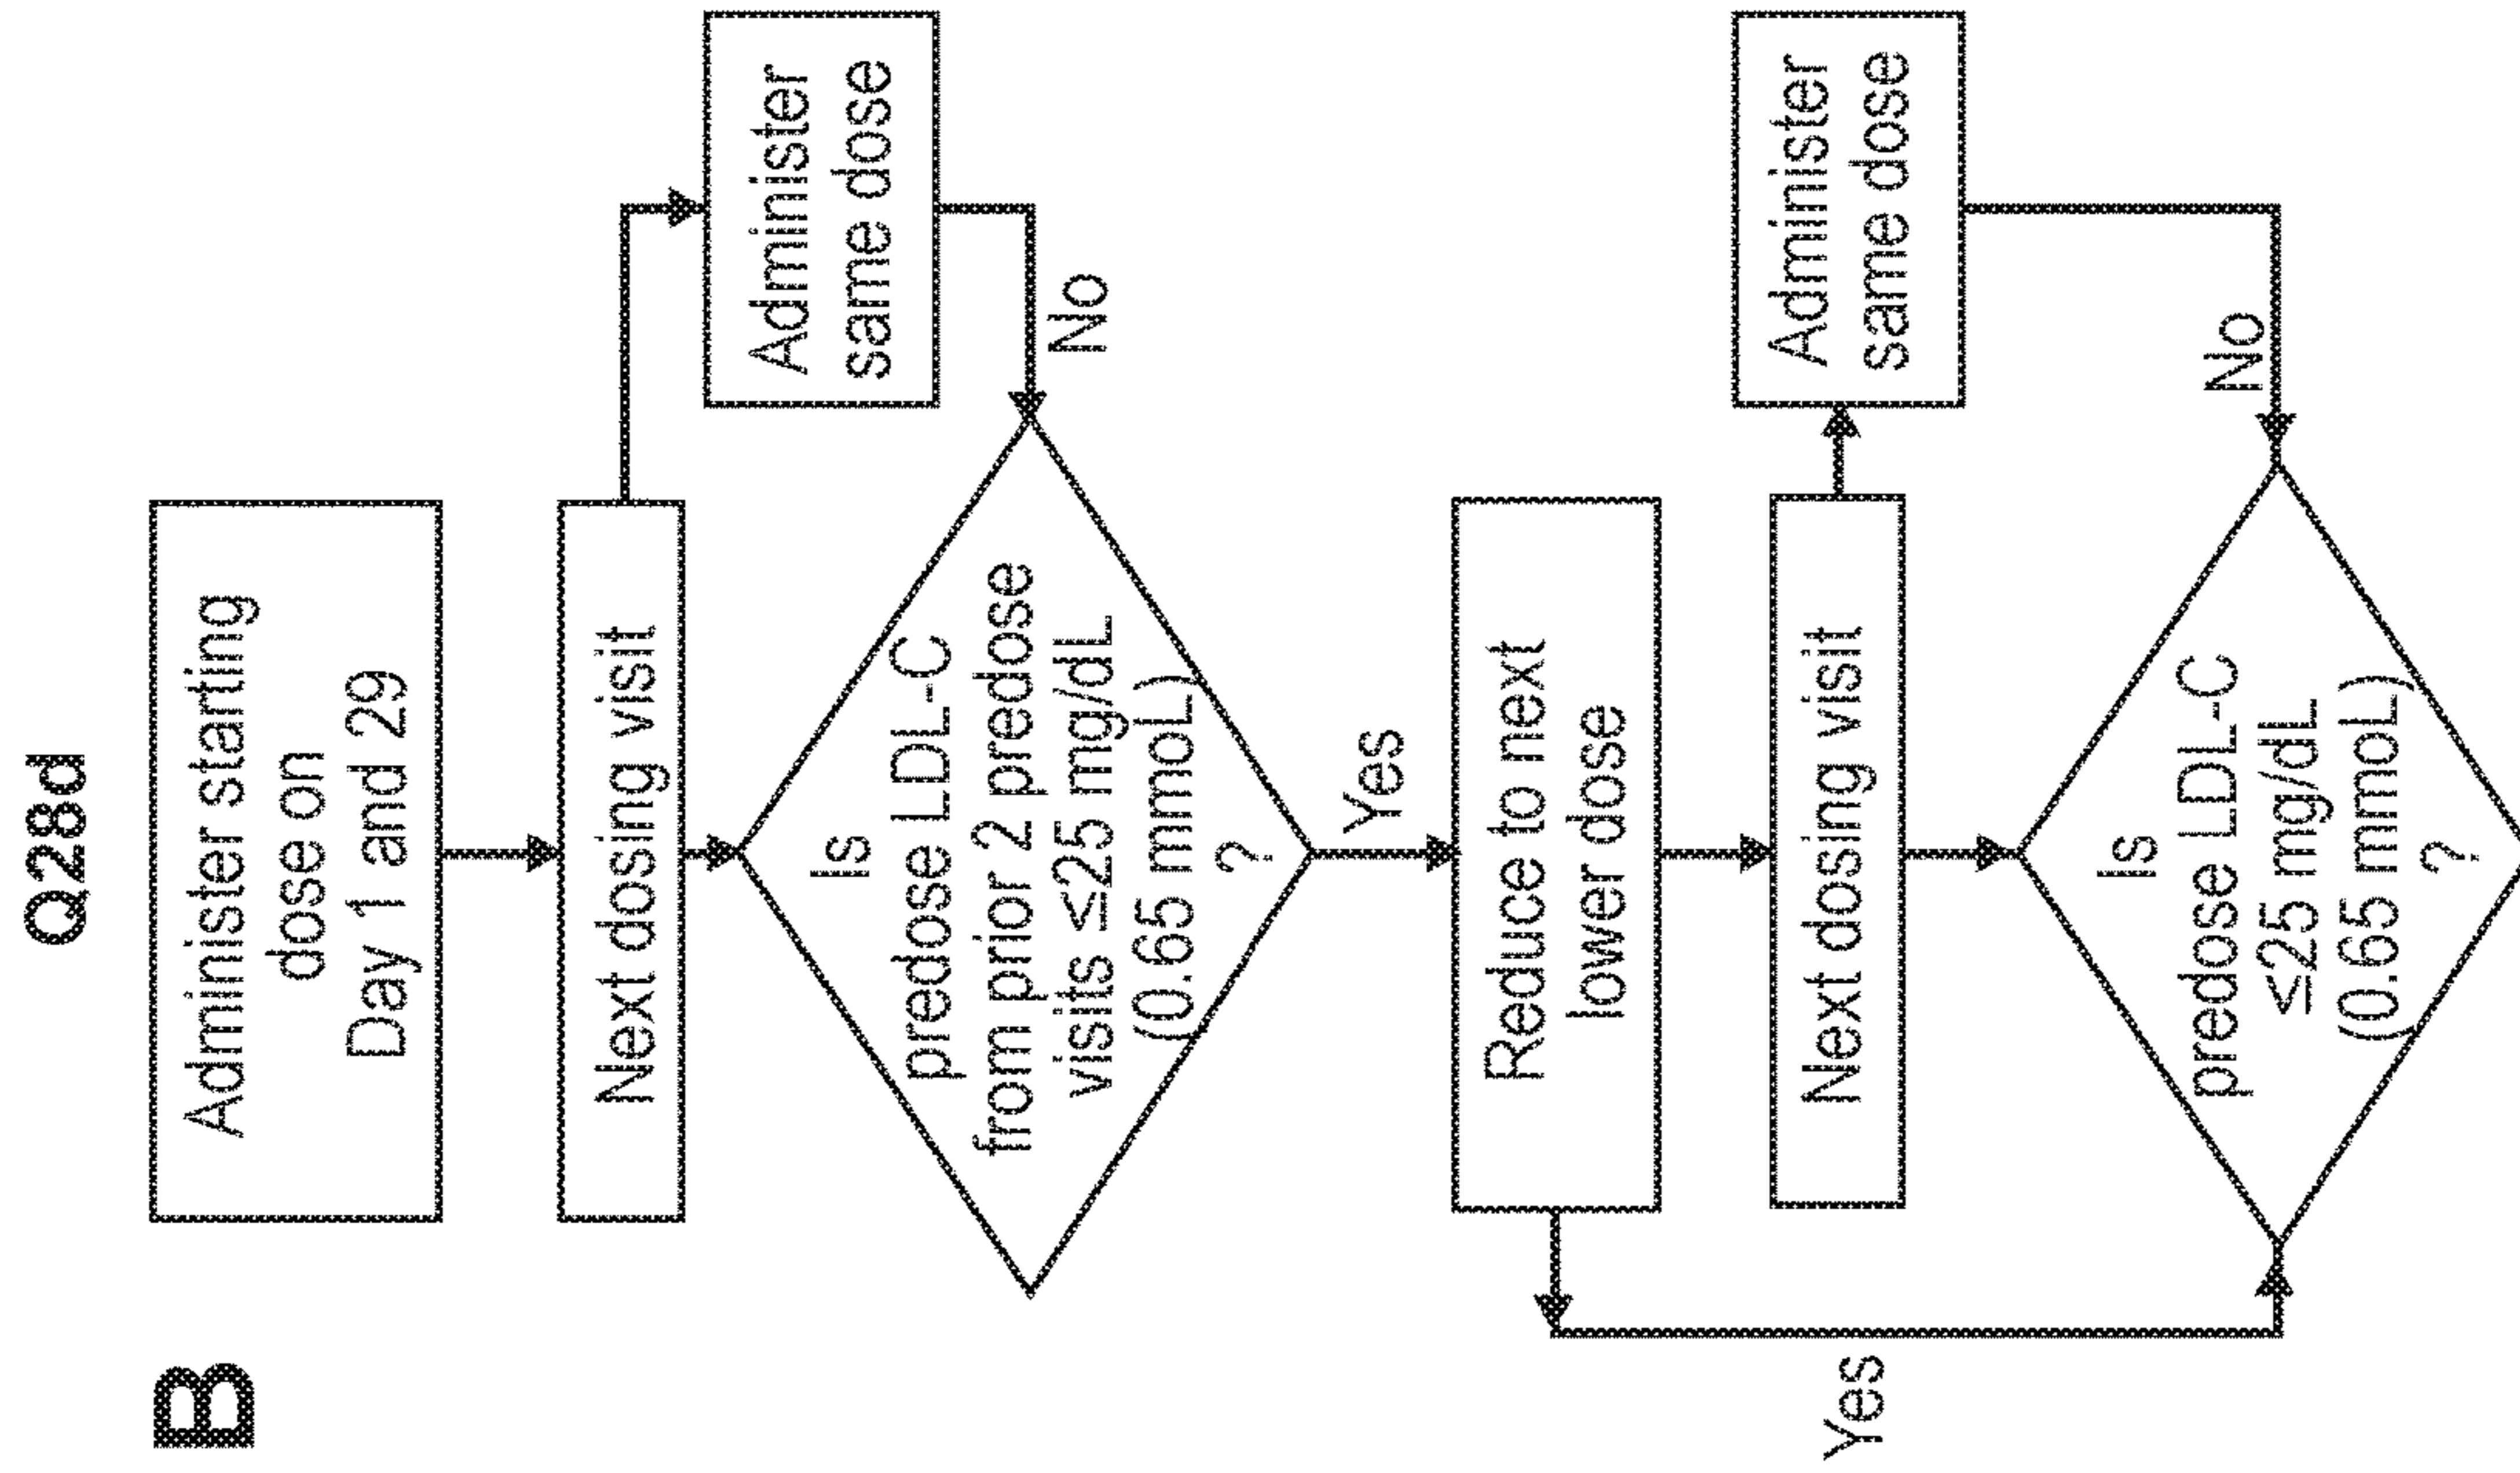 Q28d
B
Administer starting
dose on
Day 1 and 29
Next dosing visit
Administer
same dose
Is
predose LDL-C
from prior 2 predose
visits ≤25 mg/dL
(0.65 mmoL)
?
No
Yes
Reduce to next
lower dose
Next dosing visit
Administer
same dose
Yes
Is
predose LDL-C
≤25 mg/dL
(0.65 mmoL)
?
No